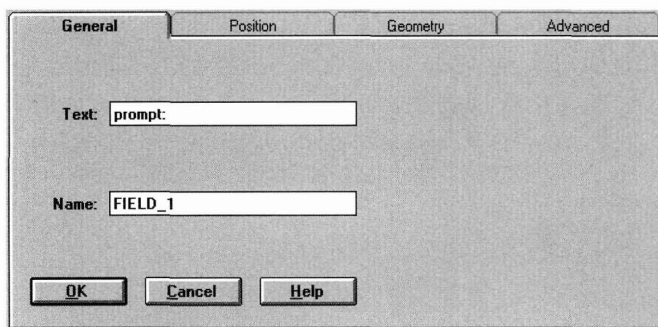 General Position Geometry Advanced
Text: prompt:
Name: FIELD_1
OK Cancel Help